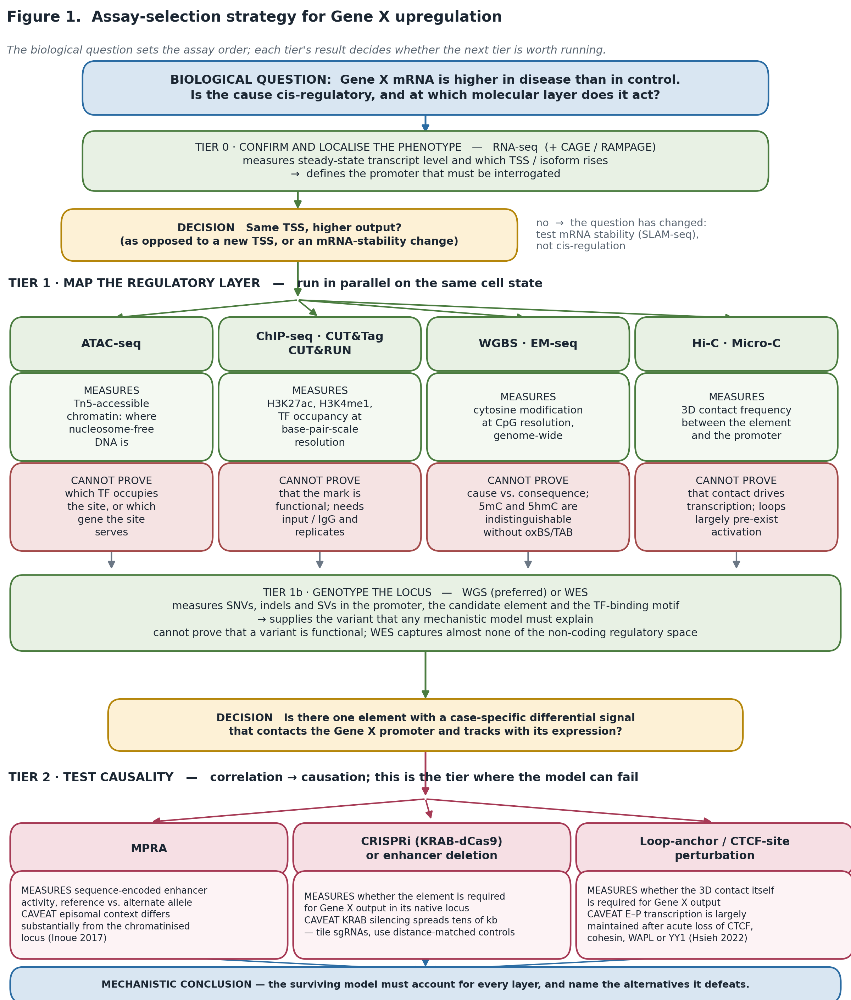 Figure 1.  Assay-selection strategy for Gene X upregulation
The biological question sets the assay order; each tier's result decides whether the next tier is worth running.
BIOLOGICAL QUESTION:  Gene X mRNA is higher in disease than in control.
Is the cause cis-regulatory, and at which molecular layer does it act?
TIER 0 · CONFIRM AND LOCALISE THE PHENOTYPE — RNA-seq (+ CAGE / RAMPAGE)
measures steady-state transcript level and which TSS / isoform rises
→ defines the promoter that must be interrogated
DECISION Same TSS, higher output?
(as opposed to a new TSS, or an mRNA-stability change)
no → the question has changed:
test mRNA stability (SLAM-seq),
not cis-regulation
TIER 1 · MAP THE REGULATORY LAYER — run in parallel on the same cell state
ATAC-seq
ChIP-seq · CUT&Tag
CUT&RUN
WGBS · EM-seq
Hi-C · Micro-C
MEASURES
Tn5-accessible
chromatin: where
nucleosome-free
DNA is
MEASURES
H3K27ac, H3K4me1,
TF occupancy at
base-pair-scale
resolution
MEASURES
cytosine modification
at CpG resolution,
genome-wide
MEASURES
3D contact frequency
between the element
and the promoter
CANNOT PROVE
which TF occupies
the site, or which
gene the site
serves
CANNOT PROVE
that the mark is
functional; needs
input / IgG and
replicates
CANNOT PROVE
cause vs. consequence;
5mC and 5hmC are
indistinguishable
without oxBS/TAB
CANNOT PROVE
that contact drives
transcription; loops
largely pre-exist
activation
TIER 1b · GENOTYPE THE LOCUS — WGS (preferred) or WES
measures SNVs, indels and SVs in the promoter, the candidate element and the TF-binding motif
→ supplies the variant that any mechanistic model must explain
cannot prove that a variant is functional; WES captures almost none of the non-coding regulatory space
DECISION Is there one element with a case-specific differential signal
that contacts the Gene X promoter and tracks with its expression?
TIER 2 · TEST CAUSALITY — correlation → causation; this is the tier where the model can fail
MPRA
CRISPRi (KRAB-dCas9)
or enhancer deletion
Loop-anchor / CTCF-site
perturbation
MEASURES sequence-encoded enhancer
activity, reference vs. alternate allele
CAVEAT episomal context differs
substantially from the chromatinised
locus (Inoue 2017)
MEASURES whether the element is required
for Gene X output in its native locus
CAVEAT KRAB silencing spreads tens of kb
— tile sgRNAs, use distance-matched controls
MEASURES whether the 3D contact itself
is required for Gene X output
CAVEAT E–P transcription is largely
maintained after acute loss of CTCF,
cohesin, WAPL or YY1 (Hsieh 2022)
MECHANISTIC CONCLUSION — the surviving model must account for every layer, and name the alternatives it defeats.